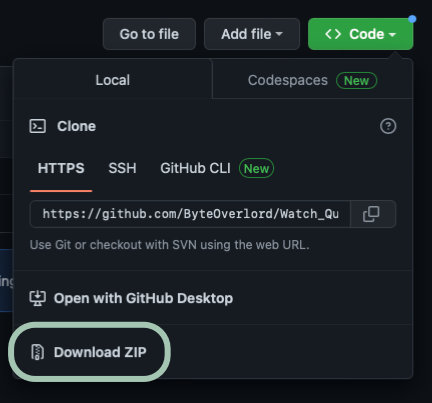 Go to file Add file <> Code
Local Codespaces New
Clone
HTTPS SSH GitHub CLI New
https://github.com/ByteOverlord/Watch_Qu
Use Git or checkout with SVN using the web URL.
ing
Open with GitHub Desktop
Download ZIP